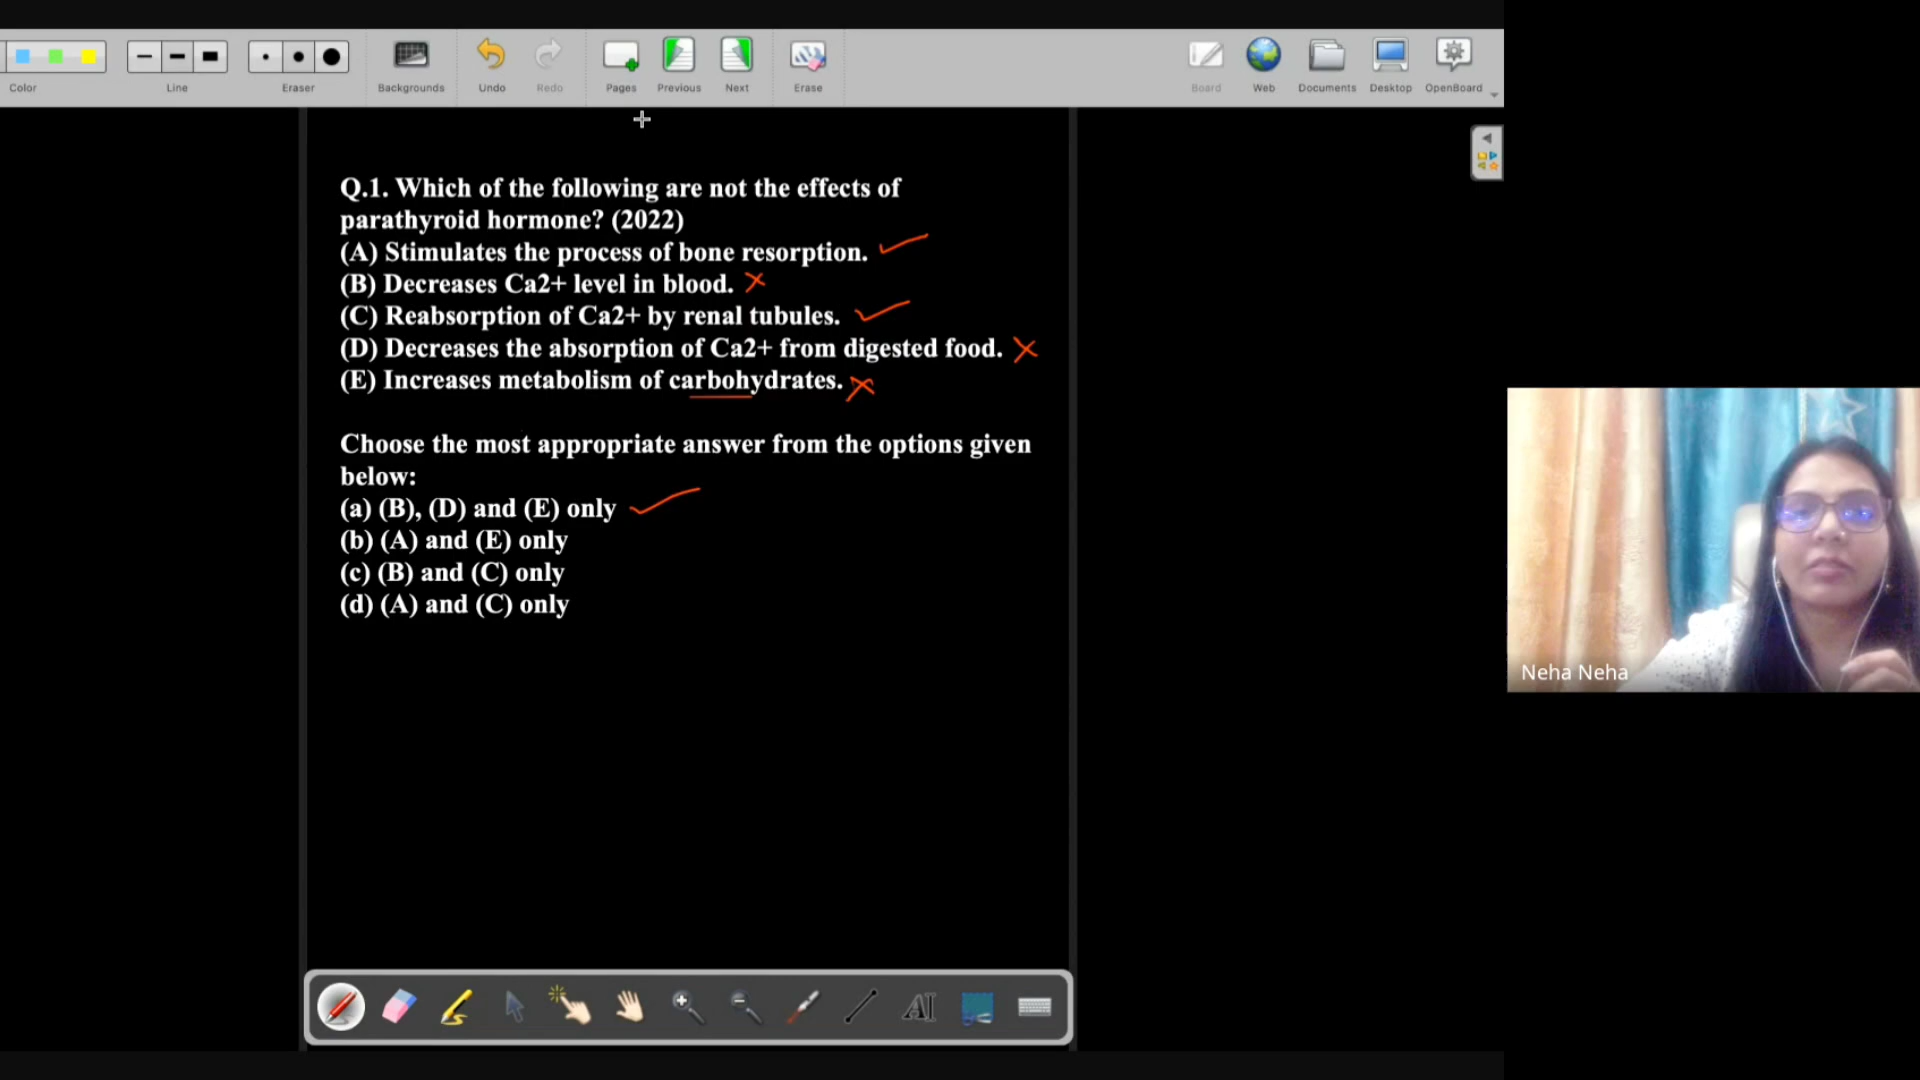 Color
Line
Eraser
Backgrounds
Undo
Redo
Pages
Previous
Next
Erase
Board
Web
Documents
Desktop
OpenBoard
Q.1. Which of the following are not the effects of
parathyroid hormone? (2022)
(A) Stimulates the process of bone resorption.
(B) Decreases Ca2+ level in blood.
(C) Reabsorption of Ca2+ by renal tubules.
(D) Decreases the absorption of Ca2+ from digested food.
(E) Increases metabolism of carbohydrates.
Choose the most appropriate answer from the options given
below:
(a) (B), (D) and (E) only
(b) (A) and (E) only
(c) (B) and (C) only
(d) (A) and (C) only
Neha Neha
AI